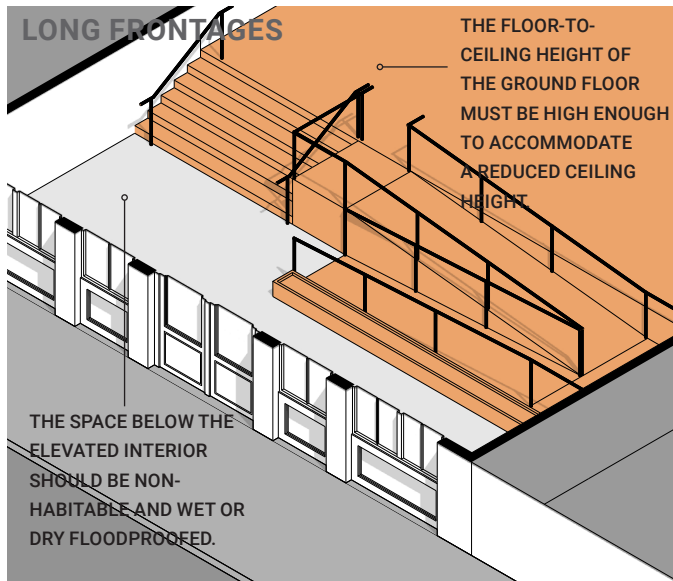 LONG FRONTAGES
THE FLOOR-TO-
CEILING HEIGHT OF
THE GROUND FLOOR
MUST BE HIGH ENOUGH
TO ACCOMMODATE
A REDUCED CEILING
HEIGHT.
THE SPACE BELOW THE
ELEVATED INTERIOR
SHOULD BE NON-
HABITABLE AND WET OR
DRY FLOODPROOFED.